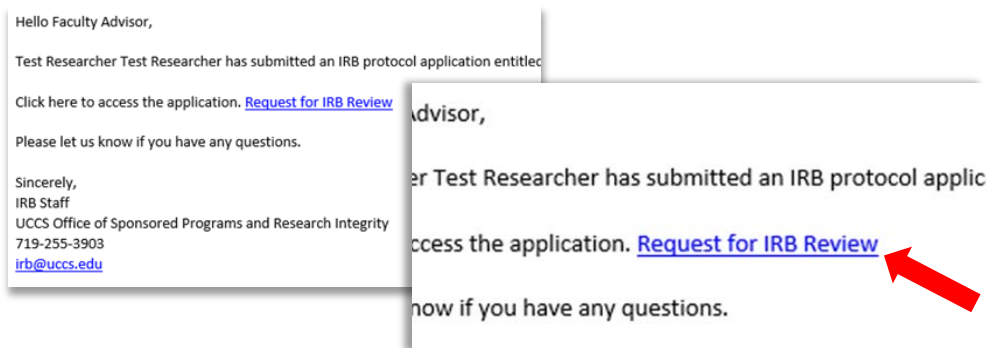 Hello Faculty Advisor,
Test Researcher Test Researcher has submitted an IRB protocol application entitled
Click here to access the application. Request for IRB Review
Please let us know if you have any questions.
Sincerely,
IRB Staff
UCCS Office of Sponsored Programs and Research Integrity
719-255-3903
irb@uccs.edu
Advisor,
er Test Researcher has submitted an IRB protocol applic
ccess the application. Request for IRB Review
now if you have any questions.